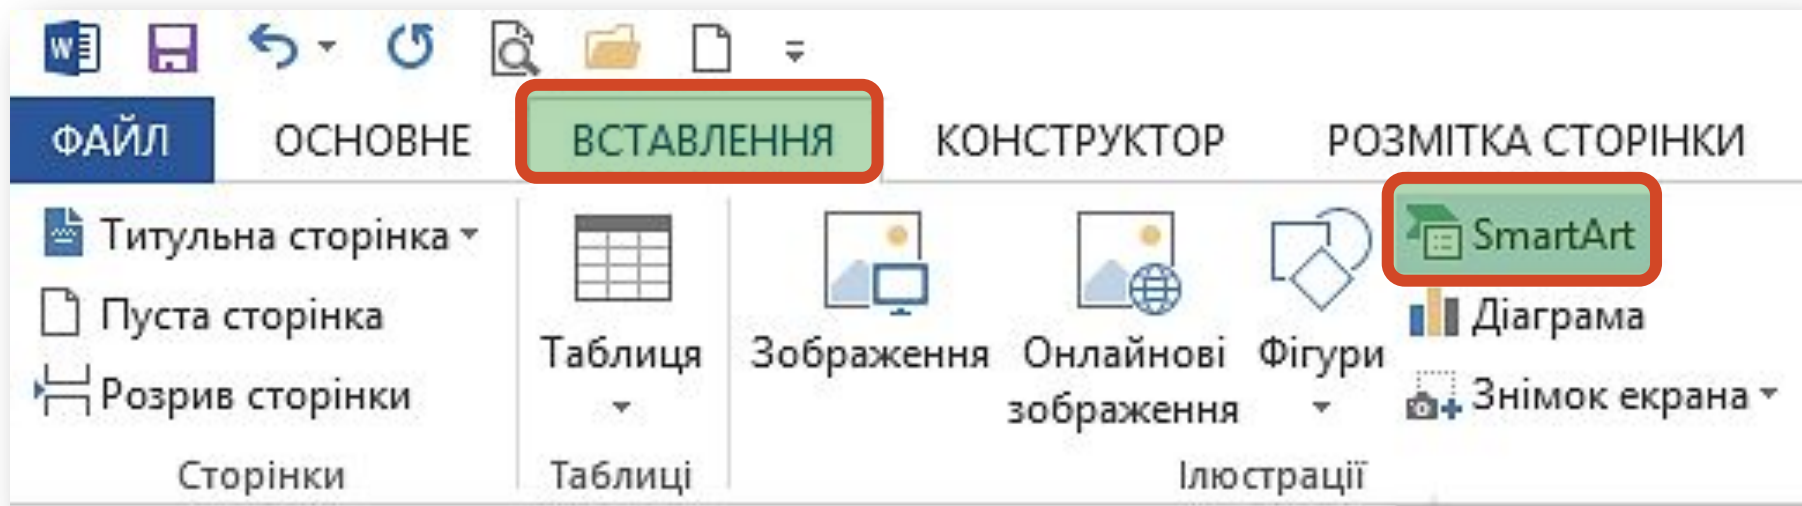 ФАЙЛ ОСНОВНЕ ВСТАВЛЕННЯ КОНСТРУКТОР РОЗМІТКА СТОРІНКИ
Титульна сторінка
Пуста сторінка
Розрив сторінки
Сторінки
Таблиця
Таблиці
Зображення
Онлайнові
зображення
Фігури
SmartArt
Діаграма
Знімок екрана
Ілюстрації